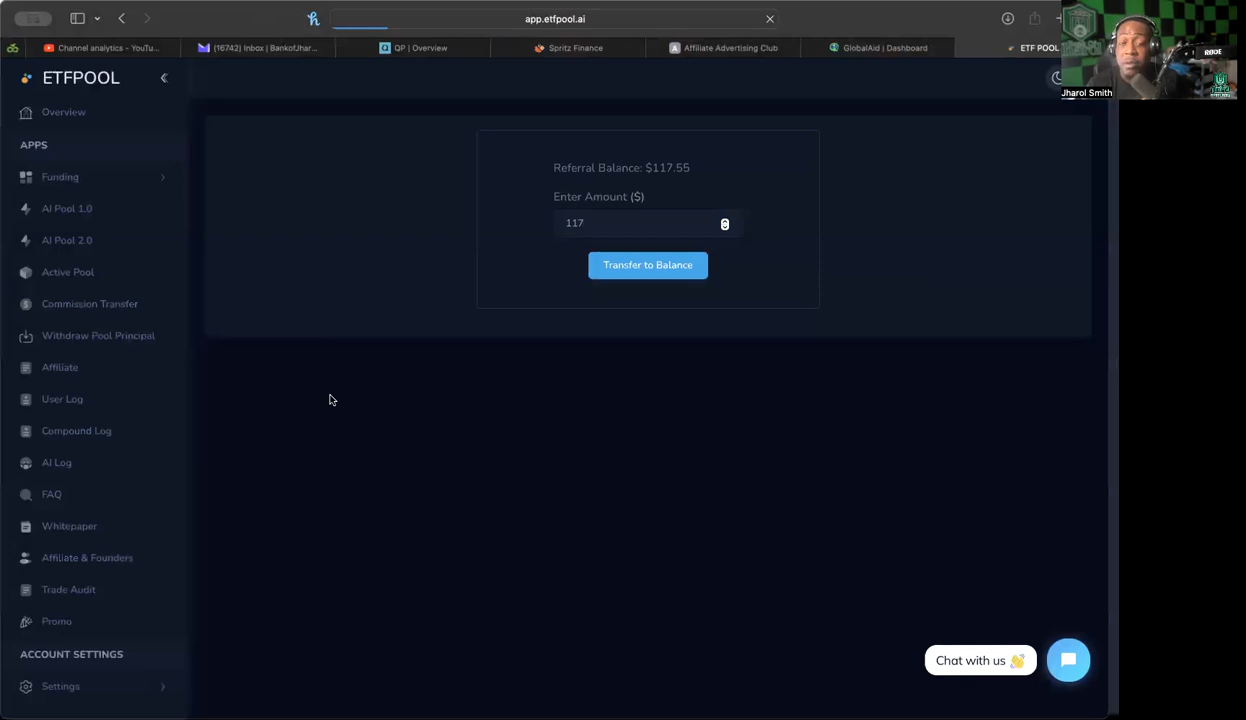 app.etfpool.ai
Channel analytics - YouTu...
(16742) Inbox | BankofJhar...
QP | Overview
Spritz Finance
Affiliate Advertising Club
GlobalAid | Dashboard
ETF POOL
RØDE
Jharol Smith
ETFPOOL
Overview
APPS
Funding
AI Pool 1.0
AI Pool 2.0
Active Pool
Commission Transfer
Withdraw Pool Principal
Affiliate
User Log
Compound Log
AI Log
FAQ
Whitepaper
Affiliate & Founders
Trade Audit
Promo
ACCOUNT SETTINGS
Settings
Referral Balance: $117.55
Enter Amount ($)
117
Transfer to Balance
Chat with us 👋